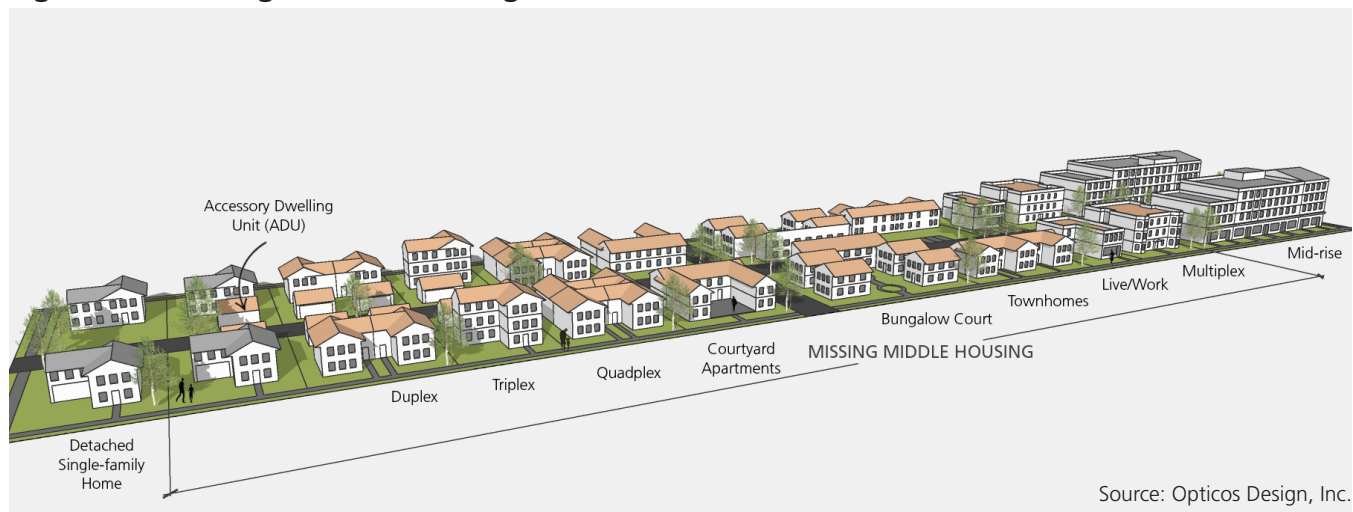 Accessory Dwelling
Unit (ADU)
Detached
Single-family
Home
Duplex
Triplex
Quadplex
Courtyard
Apartments
Bungalow Court
Townhomes
Live/Work
Multiplex
Mid-rise
MISSING MIDDLE HOUSING
Source: Opticos Design, Inc.